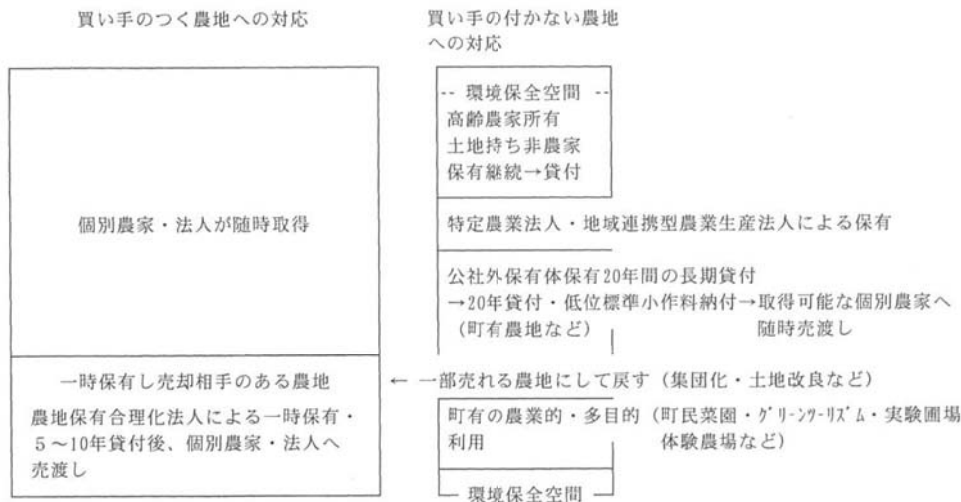 買い手のつく農地への対応
個別農家・法人が随時取得
一時保有し売却相手のある農地
農地保有合理化法人による一時保有・
5～10年貸付後、個別農家・法人へ
売渡し
買い手の付かない農地
への対応
-- 環境保全空間 --
高齢農家所有
土地持ち非農家
保有継続→貸付
特定農業法人・地域連携型農業生産法人による保有
公社外保有体保有20年間の長期貸付
→20年貸付・低位標準小作料納付→取得可能な個別農家へ
(町有農地など) 随時売渡し
← 一部売れる農地にして戻す(集団化・土地改良など)
町有の農業的・多目的(町民菜園・グリーンツーリズム・実験圃場
利用 体験農場など)
環境保全空間